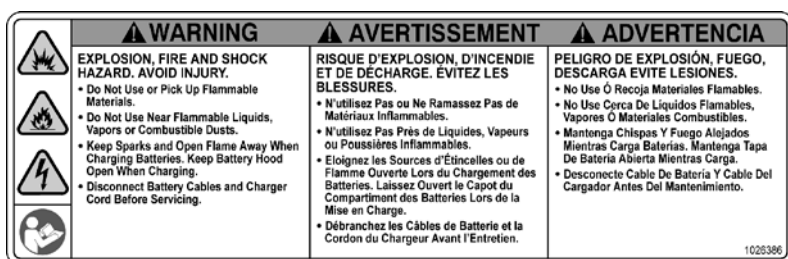 WARNING
EXPLOSION, FIRE AND SHOCK
HAZARD. AVOID INJURY.
• Do Not Use or Pick Up Flammable
Materials.
• Do Not Use Near Flammable Liquids,
Vapors or Combustible Dusts.
• Keep Sparks and Open Flame Away When
Charging Batteries. Keep Battery Hood
Open When Charging.
• Disconnect Battery Cables and Charger
Cord Before Servicing.
AVERTISSEMENT
RISQUE D'EXPLOSION, D'INCENDIE
ET DE DÉCHARGE. ÉVITEZ LES
BLESSURES.
• N'utilisez Pas ou Ne Ramassez Pas de
Matériaux Inflammables.
• N'utilisez Pas Près de Liquides, Vapeurs
ou Poussières Inflammables.
• Eloignez les Sources d'Étincelles ou de
Flamme Ouverte Lors du Chargement des
Batteries. Laissez Ouvert le Capot du
Compartiment des Batteries Lors de la
Mise en Charge.
• Débranchez les Câbles de Batterie et la
Cordon du Chargeur Avant l'Entretien.
ADVERTENCIA
PELIGRO DE EXPLOSIÓN, FUEGO,
DESCARGA EVITE LESIONES.
• No Use Ó Recoja Materiales Flamables.
• No Use Cerca De Liquidos Flamables,
Vapores Ó Materiales Combustibles.
• Mantenga Chispas Y Fuego Alejados
Mientras Carga Baterías. Mantenga Tapa
De Batería Abierta Mientras Carga.
• Desconecte Cable De Batería Y Cable Del
Cargador Antes Del Mantenimiento.
1026386